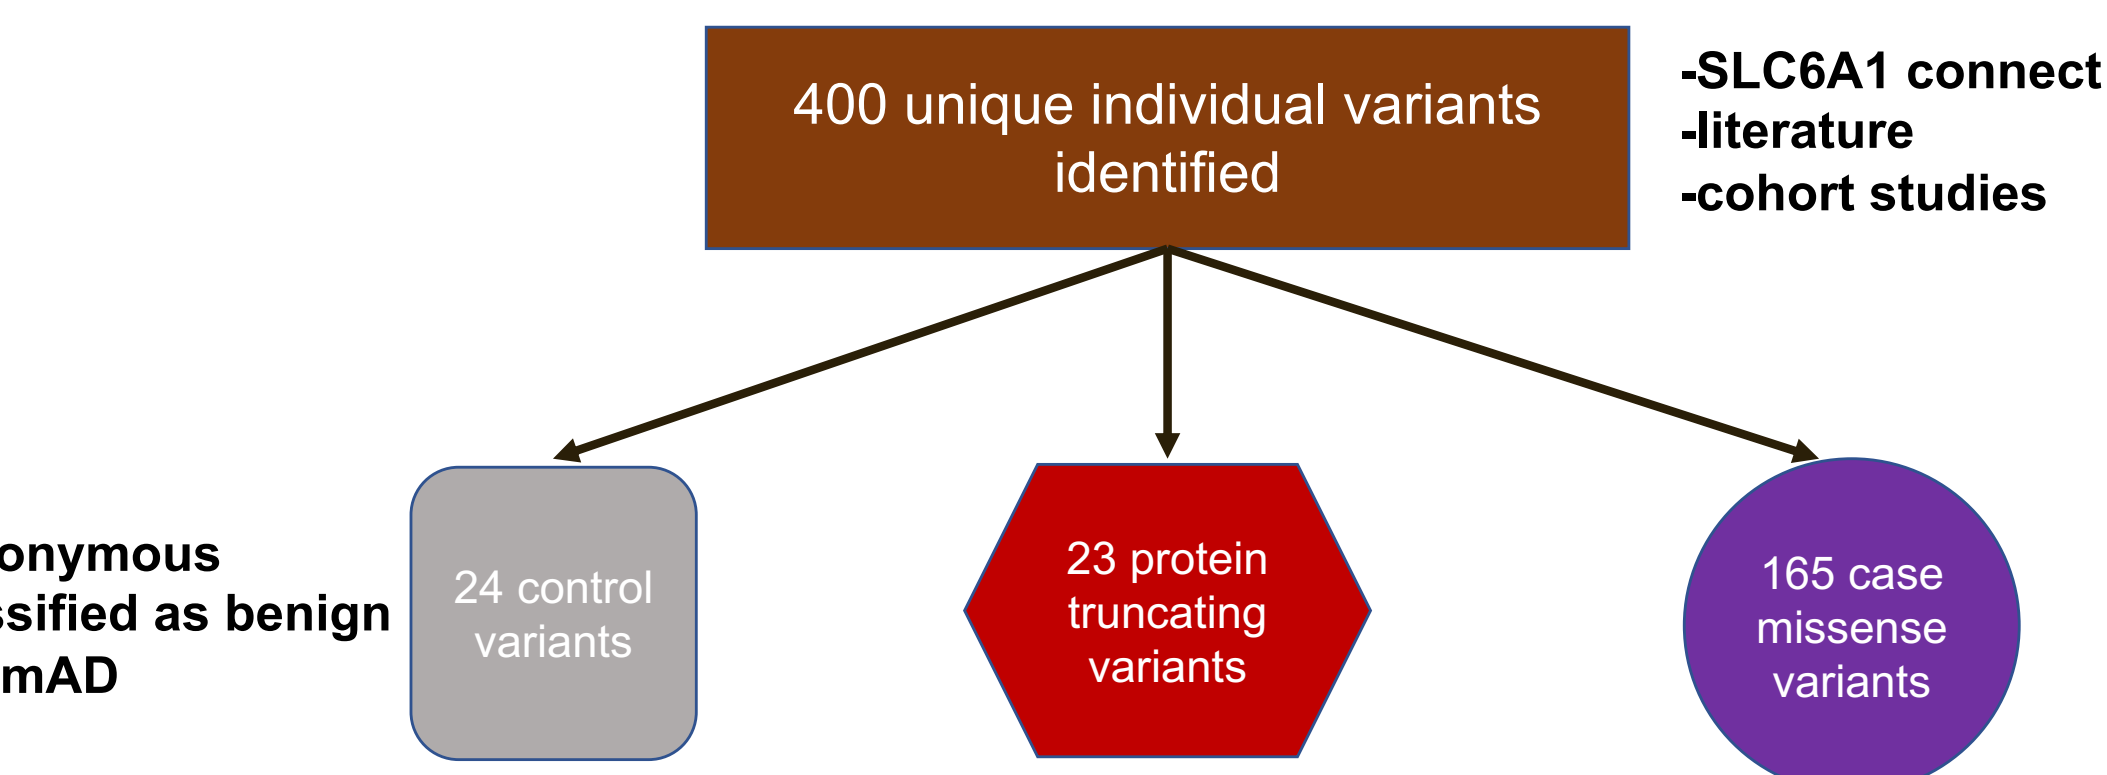 400 unique individual variants
identified
-SLC6A1 connect
-literature
-cohort studies
onymous
ssified as benign
mAD
24 control
variants
23 protein
truncating
variants
165 case
missense
variants